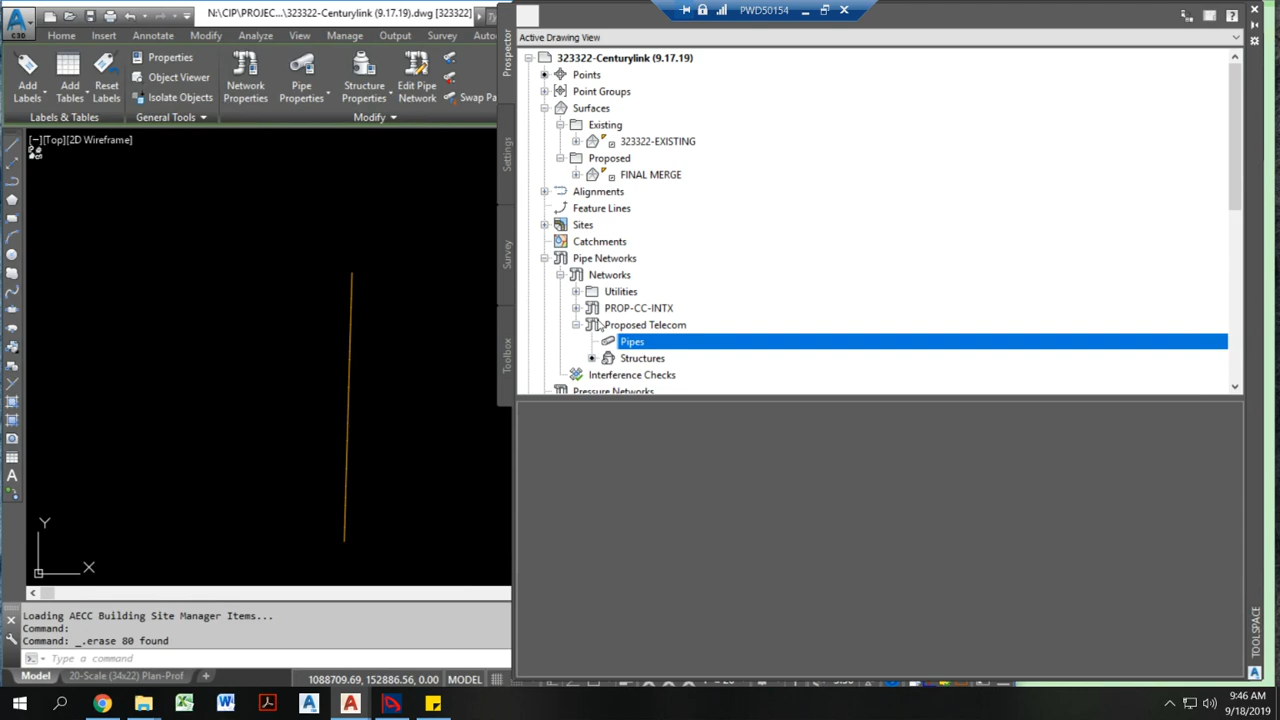 N:\CIP\PROJEC...\323322-Centurylink (9.17.19).dwg [323322]
PWD50154
C3D
Home Insert Annotate Modify Analyze View Manage Output Survey Autoc
Add Labels
Add Tables
Reset Labels
Properties
Object Viewer
Isolate Objects
Network Properties
Pipe Properties
Structure Properties
Edit Pipe Network
Swap Pa
Labels & Tables
General Tools
Modify
[−][Top][2D Wireframe]
Y
X
Prospector
Settings
Survey
Toolbox
Active Drawing View
323322-Centurylink (9.17.19)
Points
Point Groups
Surfaces
Existing
323322-EXISTING
Proposed
FINAL MERGE
Alignments
Feature Lines
Sites
Catchments
Pipe Networks
Networks
Utilities
PROP-CC-INTX
Proposed Telecom
Pipes
Structures
Interference Checks
Pressure Networks
TOOLSPACE
Loading AECC Building Site Manager Items...
Command:
Command: _.erase 80 found
Type a command
Model
20-Scale (34x22) Plan-Prof
+
1088709.69, 152886.56, 0.00
MODEL
9:46 AM
9/18/2019